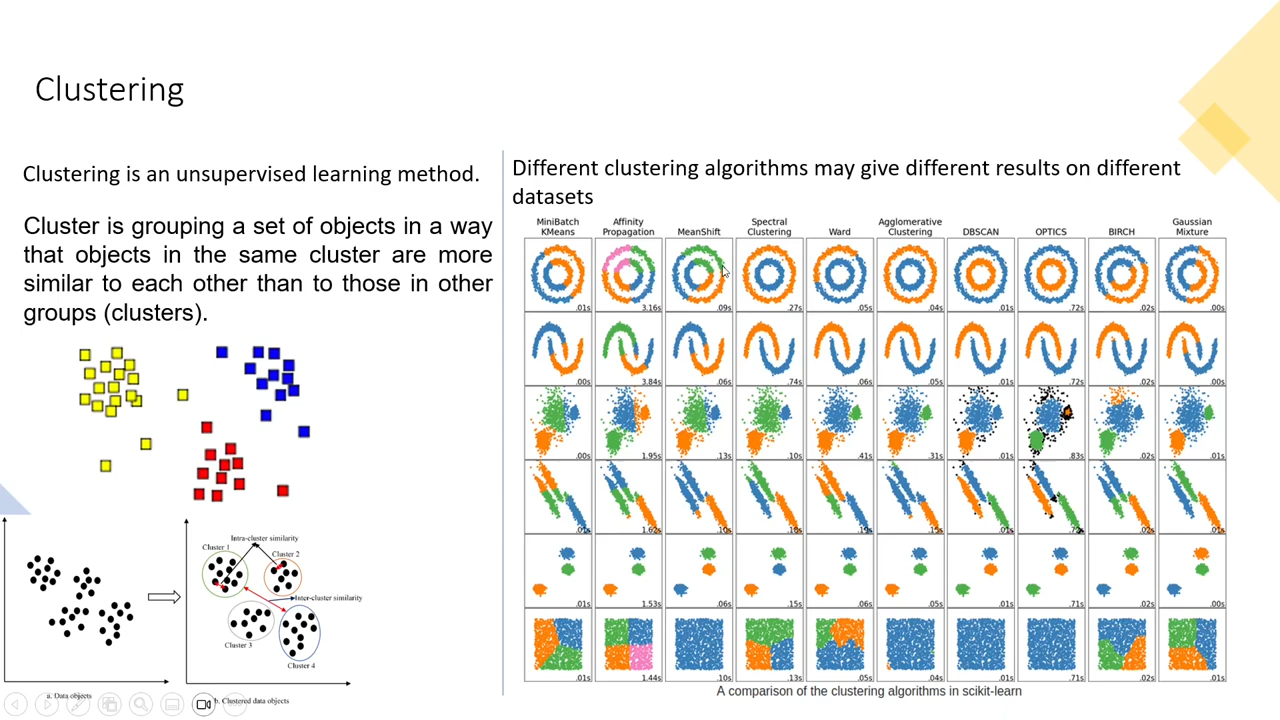 Clustering
Clustering is an unsupervised learning method.
Cluster is grouping a set of objects in a way
that objects in the same cluster are more
similar to each other than to those in other
groups (clusters).
Intra-cluster similarity
Cluster 1
Cluster 2
Inter-cluster similarity
Cluster 3
Cluster 4
a. Data objects
b. Clustered data objects
Different clustering algorithms may give different results on different
datasets
MiniBatch KMeans
Affinity Propagation
MeanShift
Spectral Clustering
Ward
Agglomerative Clustering
DBSCAN
OPTICS
BIRCH
Gaussian Mixture
.01s 3.16s .09s .27s .05s .04s .01s .72s .02s .00s
.00s 3.84s .06s .74s .06s .05s .01s .72s .02s .00s
.00s 1.95s .13s .10s .41s .31s .01s .83s .02s .01s
.01s 1.62s .02s .01s
.01s 1.53s .06s .15s .05s .05s .01s .71s .02s .00s
.01s 1.44s .10s .13s .05s .04s .01s .71s .02s .01s
A comparison of the clustering algorithms in scikit-learn